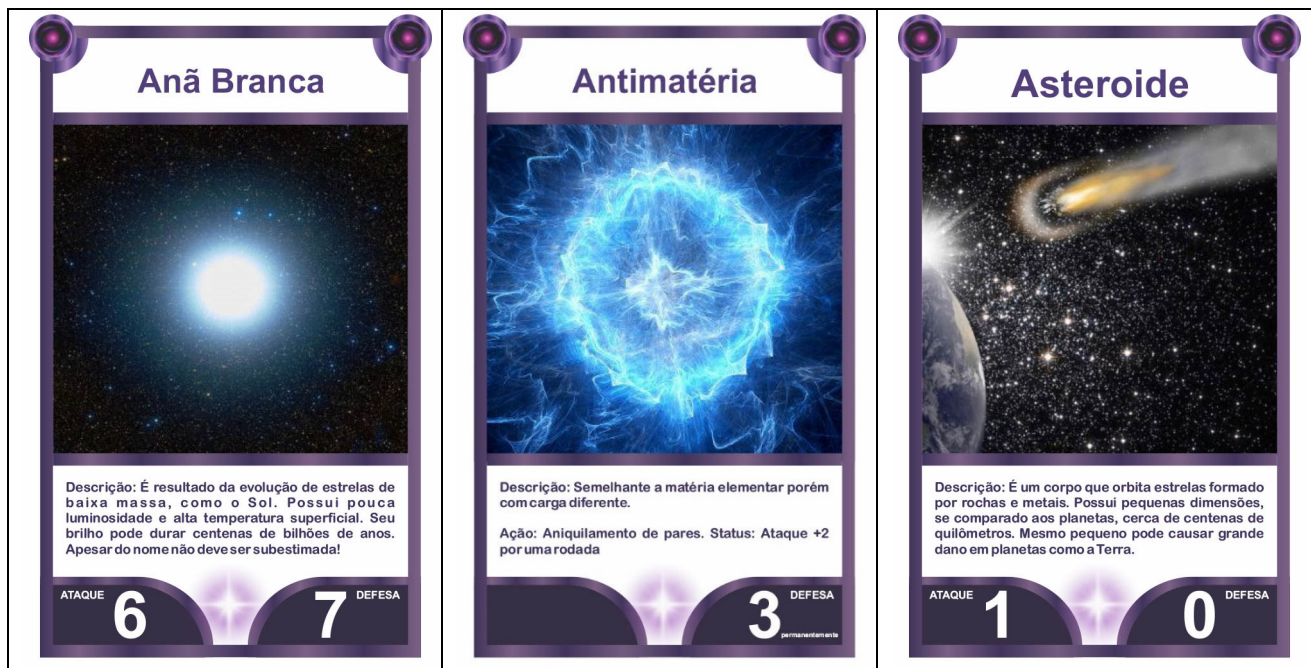 Anã Branca
Descrição: É resultado da evolução de estrelas de
baixa massa, como o Sol. Possui pouca
luminosidade e alta temperatura superficial. Seu
brilho pode durar centenas de bilhões de anos.
Apesar do nome não deve ser subestimada!
ATAQUE
6
7
DEFESA
Antimatéria
Descrição: Semelhante a matéria elementar porém
com carga diferente.
Ação: Aniquilamento de pares. Status: Ataque +2
por uma rodada
3
DEFESA
permanentemente
Asteroide
Descrição: É um corpo que orbita estrelas formado
por rochas e metais. Possui pequenas dimensões,
se comparado aos planetas, cerca de centenas de
quilômetros. Mesmo pequeno pode causar grande
dano em planetas como a Terra.
ATAQUE
1
0
DEFESA